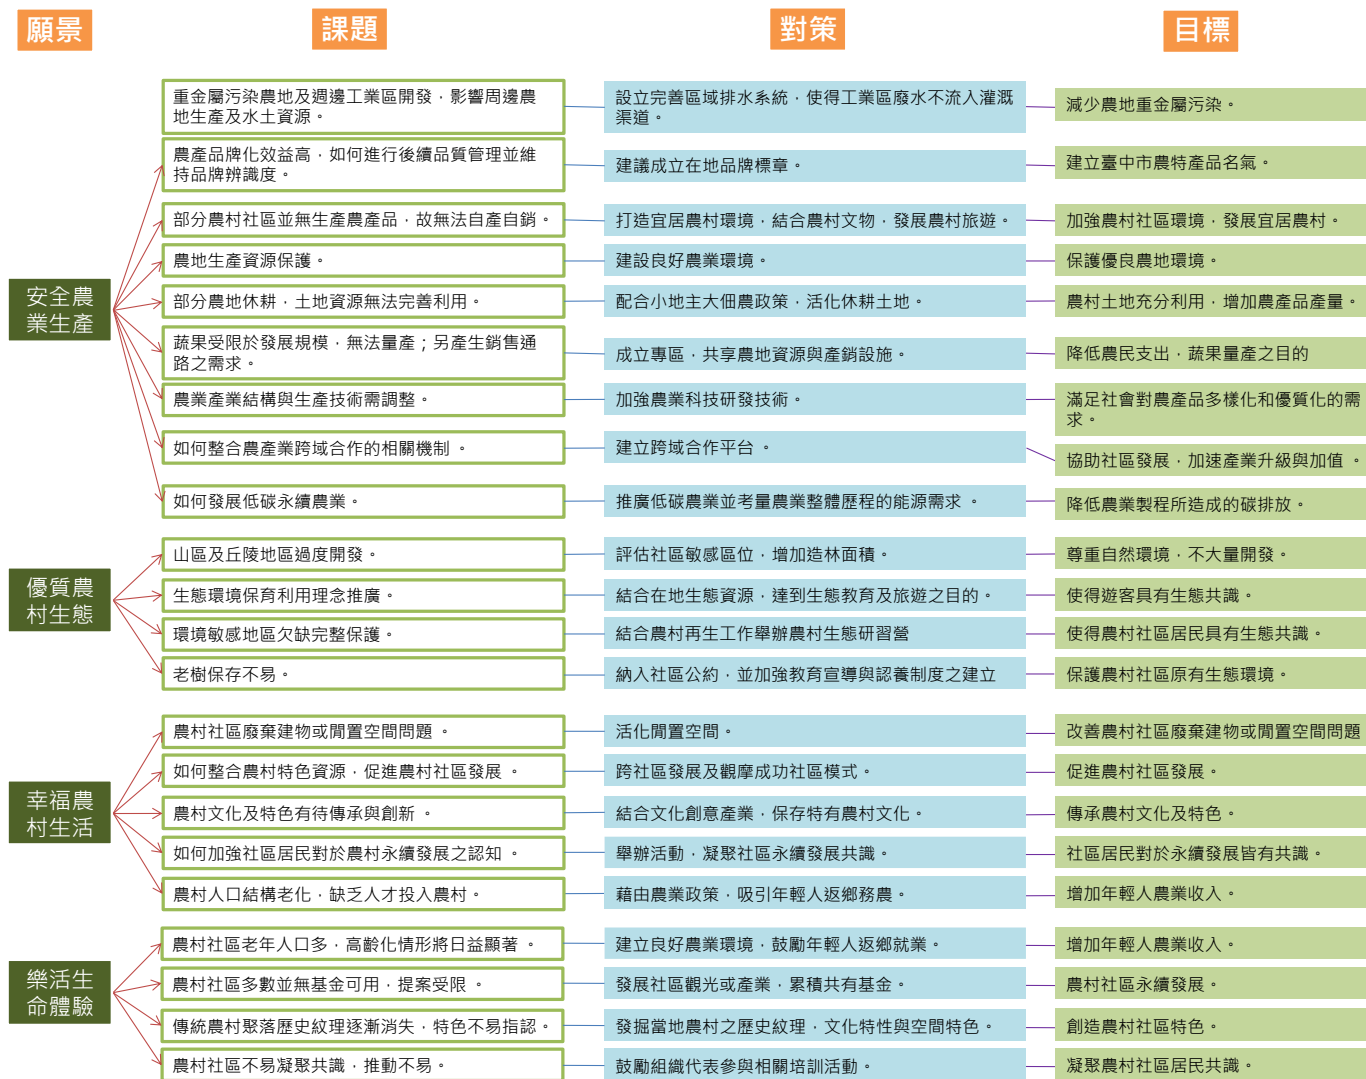 願景
課題
對策
目標
安全農
業生產
重金屬污染農地及週邊工業區開發，影響周邊農
地生產及水土資源。
設立完善區域排水系統，使得工業區廢水不流入灌溉
渠道。
減少農地重金屬污染。
農產品牌化效益高，如何進行後續品質管理並維
持品牌辨識度。
建議成立在地品牌標章。
建立臺中市農特產品名氣。
部分農村社區並無生產農產品，故無法自產自銷。
打造宜居農村環境，結合農村文物，發展農村旅遊。
加強農村社區環境，發展宜居農村。
農地生產資源保護。
建設良好農業環境。
保護優良農地環境。
部分農地休耕，土地資源無法完善利用。
配合小地主大佃農政策，活化休耕土地。
農村土地充分利用，增加農產品產量。
蔬果受限於發展規模，無法量產；另產生銷售通
路之需求。
成立專區，共享農地資源與產銷設施。
降低農民支出，蔬果量產之目的
農業產業結構與生產技術需調整。
加強農業科技研發技術。
滿足社會對農產品多樣化和優質化的需
求。
如何整合農產業跨域合作的相關機制。
建立跨域合作平台。
協助社區發展，加速產業升級與加值。
如何發展低碳永續農業。
推廣低碳農業並考量農業整體歷程的能源需求。
降低農業製程所造成的碳排放。
優質農
村生態
山區及丘陵地區過度開發。
評估社區敏感區位，增加造林面積。
尊重自然環境，不大量開發。
生態環境保育利用理念推廣。
結合在地生態資源，達到生態教育及旅遊之目的。
使得遊客具有生態共識。
環境敏感地區欠缺完整保護。
結合農村再生工作舉辦農村生態研習營
使得農村社區居民具有生態共識。
老樹保存不易。
納入社區公約，並加強教育宣導與認養制度之建立
保護農村社區原有生態環境。
幸福農
村生活
農村社區廢棄建物或閒置空間問題。
活化閒置空間。
改善農村社區廢棄建物或閒置空間問題
如何整合農村特色資源，促進農村社區發展。
跨社區發展及觀摩成功社區模式。
促進農村社區發展。
農村文化及特色有待傳承與創新。
結合文化創意產業，保存特有農村文化。
傳承農村文化及特色。
如何加強社區居民對於農村永續發展之認知。
舉辦活動，凝聚社區永續發展共識。
社區居民對於永續發展皆有共識。
農村人口結構老化，缺乏人才投入農村。
藉由農業政策，吸引年輕人返鄉務農。
增加年輕人農業收入。
樂活生
命體驗
農村社區老年人口多，高齡化情形將日益顯著。
建立良好農業環境，鼓勵年輕人返鄉就業。
增加年輕人農業收入。
農村社區多數並無基金可用，提案受限。
發展社區觀光或產業，累積共有基金。
農村社區永續發展。
傳統農村聚落歷史紋理逐漸消失，特色不易指認。
發掘當地農村之歷史紋理，文化特性與空間特色。
創造農村社區特色。
農村社區不易凝聚共識，推動不易。
鼓勵組織代表參與相關培訓活動。
凝聚農村社區居民共識。